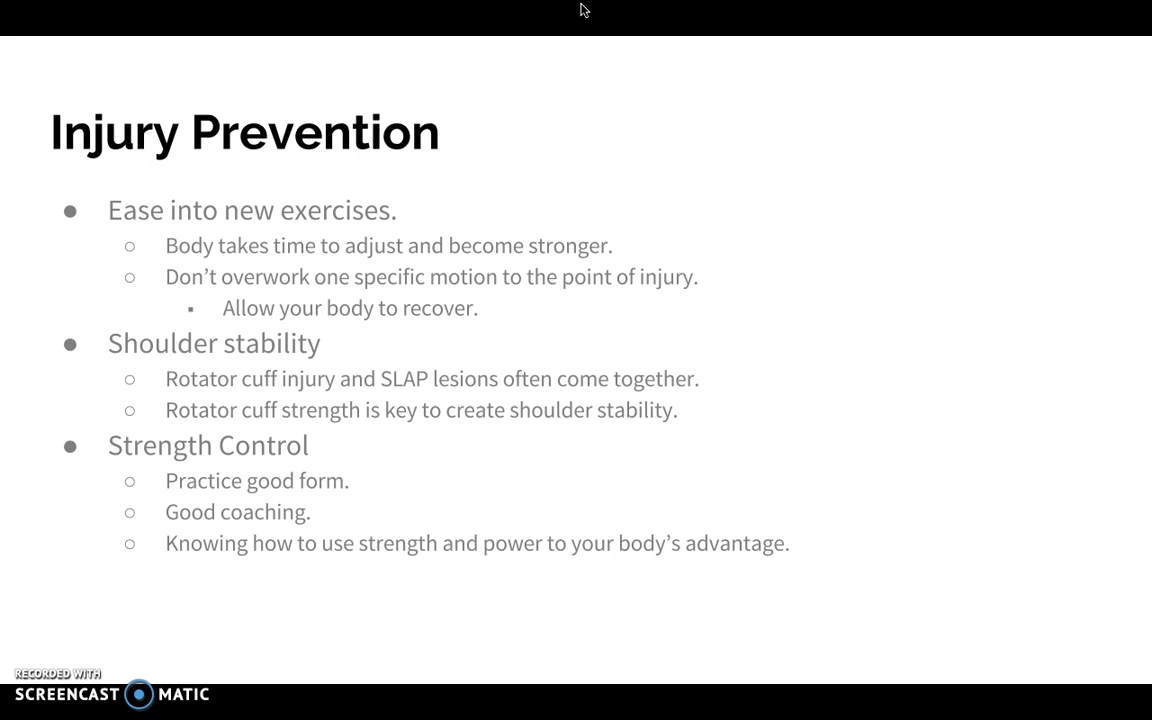 Injury Prevention
● Ease into new exercises.
○ Body takes time to adjust and become stronger.
○ Don’t overwork one specific motion to the point of injury.
▪ Allow your body to recover.
● Shoulder stability
○ Rotator cuff injury and SLAP lesions often come together.
○ Rotator cuff strength is key to create shoulder stability.
● Strength Control
○ Practice good form.
○ Good coaching.
○ Knowing how to use strength and power to your body’s advantage.
RECORDED WITH
SCREENCAST MATIC